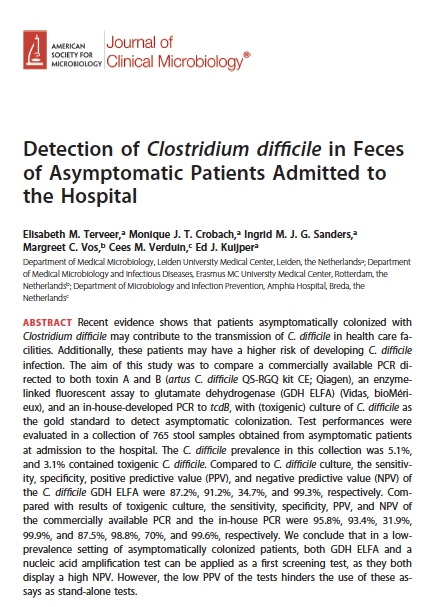 AMERICAN
SOCIETY FOR
MICROBIOLOGY
Journal of
Clinical Microbiology®
Detection of Clostridium difficile in Feces
of Asymptomatic Patients Admitted to
the Hospital
Elisabeth M. Terveer,a Monique J. T. Crobach,a Ingrid M. J. G. Sanders,a
Margreet C. Vos,b Cees M. Verduin,c Ed J. Kuijpera
Department of Medical Microbiology, Leiden University Medical Center, Leiden, the Netherlandsa; Department
of Medical Microbiology and Infectious Diseases, Erasmus MC University Medical Center, Rotterdam, the
Netherlandsb; Department of Microbiology and Infection Prevention, Amphia Hospital, Breda, the
Netherlandsc
ABSTRACT Recent evidence shows that patients asymptomatically colonized with
Clostridium difficile may contribute to the transmission of C. difficile in health care fa-
cilities. Additionally, these patients may have a higher risk of developing C. difficile
infection. The aim of this study was to compare a commercially available PCR di-
rected to both toxin A and B (artus C. difficile QS-RGQ kit CE; Qiagen), an enzyme-
linked fluorescent assay to glutamate dehydrogenase (GDH ELFA) (Vidas, bioMéri-
eux), and an in-house-developed PCR to tcdB, with (toxigenic) culture of C. difficile as
the gold standard to detect asymptomatic colonization. Test performances were
evaluated in a collection of 765 stool samples obtained from asymptomatic patients
at admission to the hospital. The C. difficile prevalence in this collection was 5.1%,
and 3.1% contained toxigenic C. difficile. Compared to C. difficile culture, the sensitiv-
ity, specificity, positive predictive value (PPV), and negative predictive value (NPV) of
the C. difficile GDH ELFA were 87.2%, 91.2%, 34.7%, and 99.3%, respectively. Com-
pared with results of toxigenic culture, the sensitivity, specificity, PPV, and NPV of
the commercially available PCR and the in-house PCR were 95.8%, 93.4%, 31.9%,
99.9%, and 87.5%, 98.8%, 70%, and 99.6%, respectively. We conclude that in a low-
prevalence setting of asymptomatically colonized patients, both GDH ELFA and a
nucleic acid amplification test can be applied as a first screening test, as they both
display a high NPV. However, the low PPV of the tests hinders the use of these as-
says as stand-alone tests.